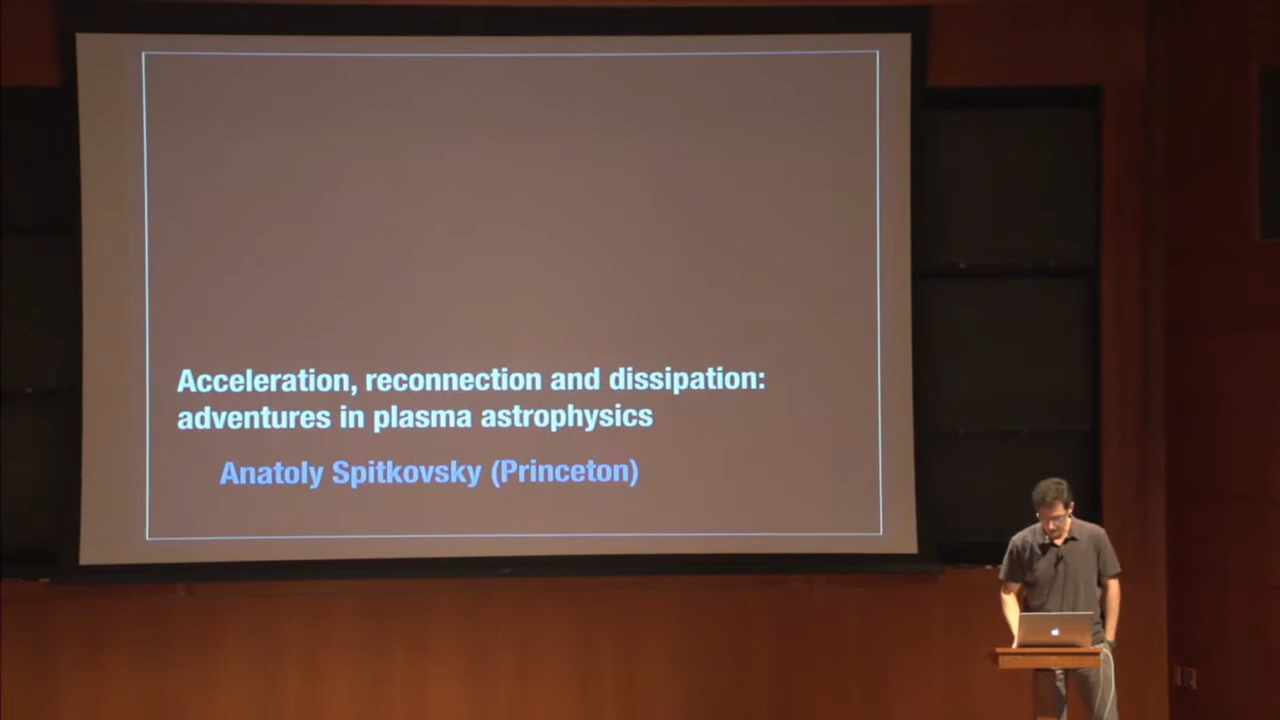 Acceleration, reconnection and dissipation:
adventures in plasma astrophysics
Anatoly Spitkovsky (Princeton)